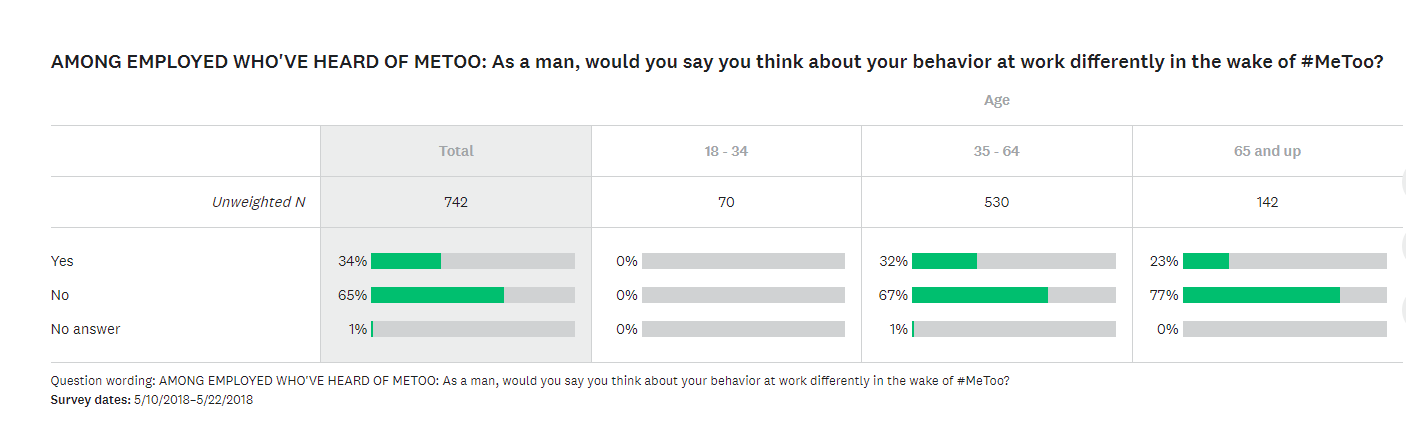 AMONG EMPLOYED WHO'VE HEARD OF METOO: As a man, would you say you think about your behavior at work differently in the wake of #MeToo?
Age
Total 18 - 34 35 - 64 65 and up
Unweighted N 742 70 530 142
Yes 34% 0% 32% 23%
No 65% 0% 67% 77%
No answer 1% 0% 1% 0%
Question wording: AMONG EMPLOYED WHO'VE HEARD OF METOO: As a man, would you say you think about your behavior at work differently in the wake of #MeToo?
Survey dates: 5/10/2018–5/22/2018